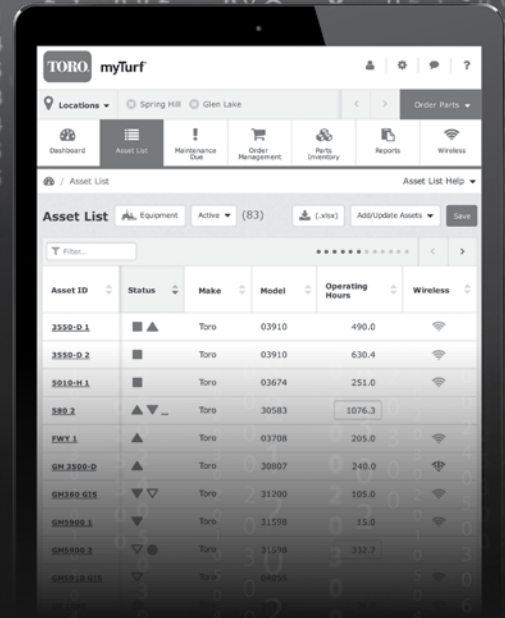 TORO. myTurf
?
Locations Spring Hill Glen Lake < > Order Parts
Dashboard Asset List Maintenance Due Order Management Parts Inventory Reports Wireless
/ Asset List Asset List Help
Asset List Equipment Active (83) (.xlsx) Add/Update Assets Save
Filter... < >
Asset ID Status Make Model Operating Hours Wireless
3550-D 1 Toro 03910 490.0
3550-D 2 Toro 03910 630.4
5010-H 1 Toro 03674 251.0
580 2 ... Toro 30583 1076.3
FWY 1 Toro 03708 205.0
GM 3500-D Toro 30807 240.0
GM360 GIS Toro 31200 105.0
GM5900 1 Toro 31598 15.0
GM5900 2 Toro 31598 332.7
GM5910 GIS Toro